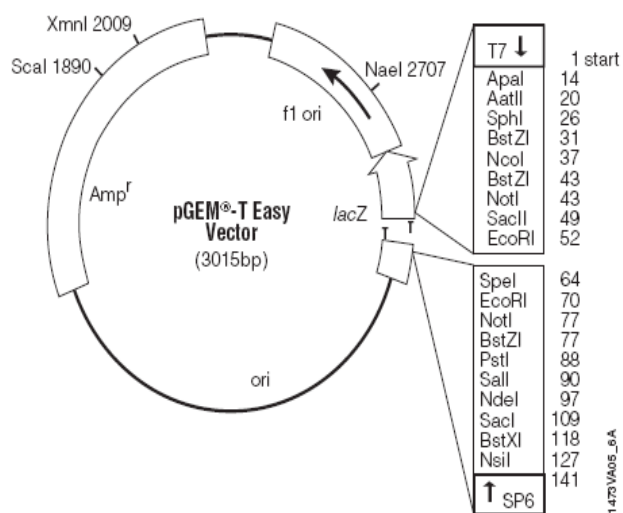 XmnI 2009
ScaI 1890
NaeI 2707
f1 ori
Ampʳ
pGEM®-T Easy
Vector
(3015bp)
lacZ
T
T
ori
T7 ↓
1 start
ApaI 14
AatII 20
SphI 26
BstZI 31
NcoI 37
BstZI 43
NotI 43
SacII 49
EcoRI 52
SpeI 64
EcoRI 70
NotI 77
BstZI 77
PstI 88
SalI 90
NdeI 97
SacI 109
BstXI 118
NsiI 127
141
↑ SP6
1473VA05_6A